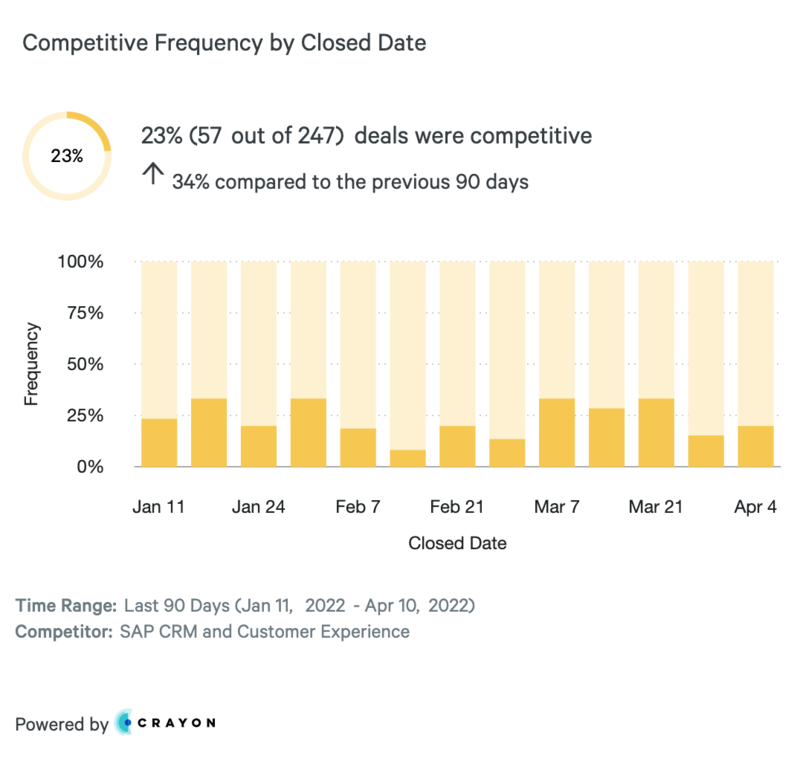 Competitive Frequency by Closed Date
23%
23% (57 out of 247) deals were competitive
↑ 34% compared to the previous 90 days
100%
75%
50%
25%
0%
Frequency
Jan 11 Jan 24 Feb 7 Feb 21 Mar 7 Mar 21 Apr 4
Closed Date
Time Range: Last 90 Days (Jan 11, 2022 - Apr 10, 2022)
Competitor: SAP CRM and Customer Experience
Powered by CRAYON